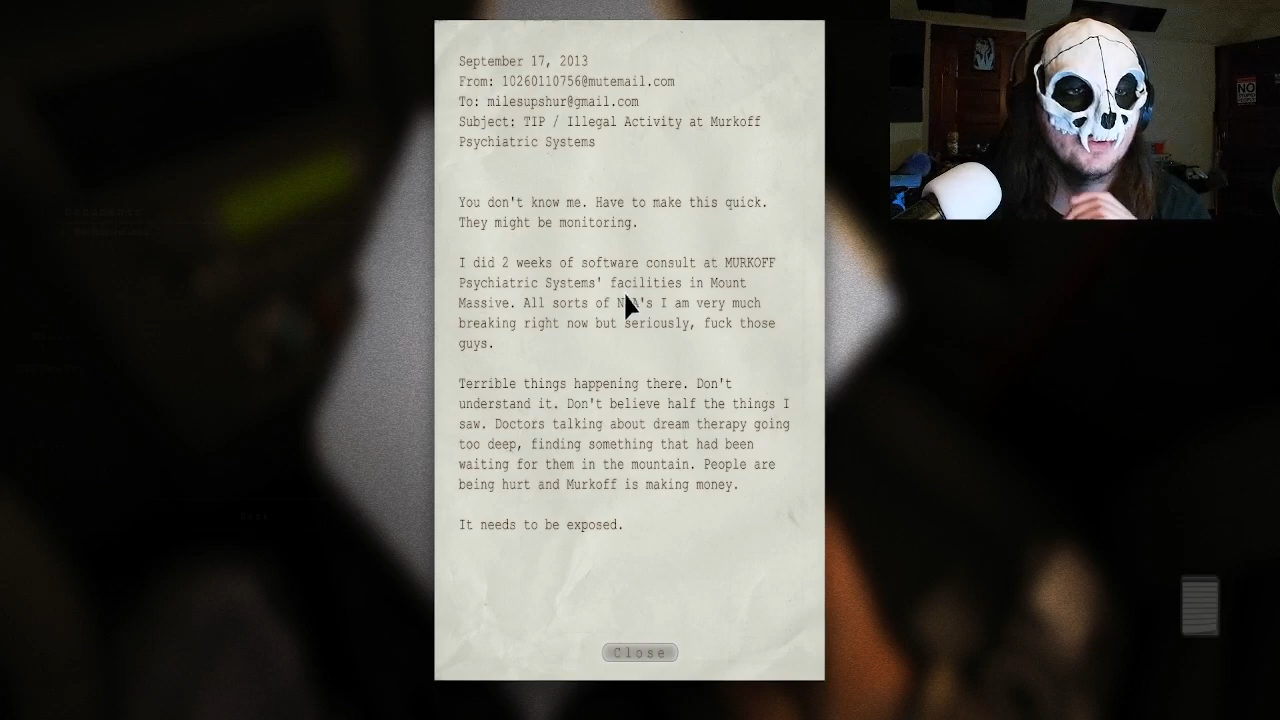 September 17, 2013
From: 10260110756@mutemail.com
To: milesupshur@gmail.com
Subject: TIP / Illegal Activity at Murkoff
Psychiatric Systems
You don't know me. Have to make this quick.
They might be monitoring.
I did 2 weeks of software consult at MURKOFF
Psychiatric Systems' facilities in Mount
Massive. All sorts of I am very much
breaking right now but seriously, fuck those
guys.
Terrible things happening there. Don't
understand it. Don't believe half the things I
saw. Doctors talking about dream therapy going
too deep, finding something that had been
waiting for them in the mountain. People are
being hurt and Murkoff is making money.
It needs to be exposed.
Close
NO